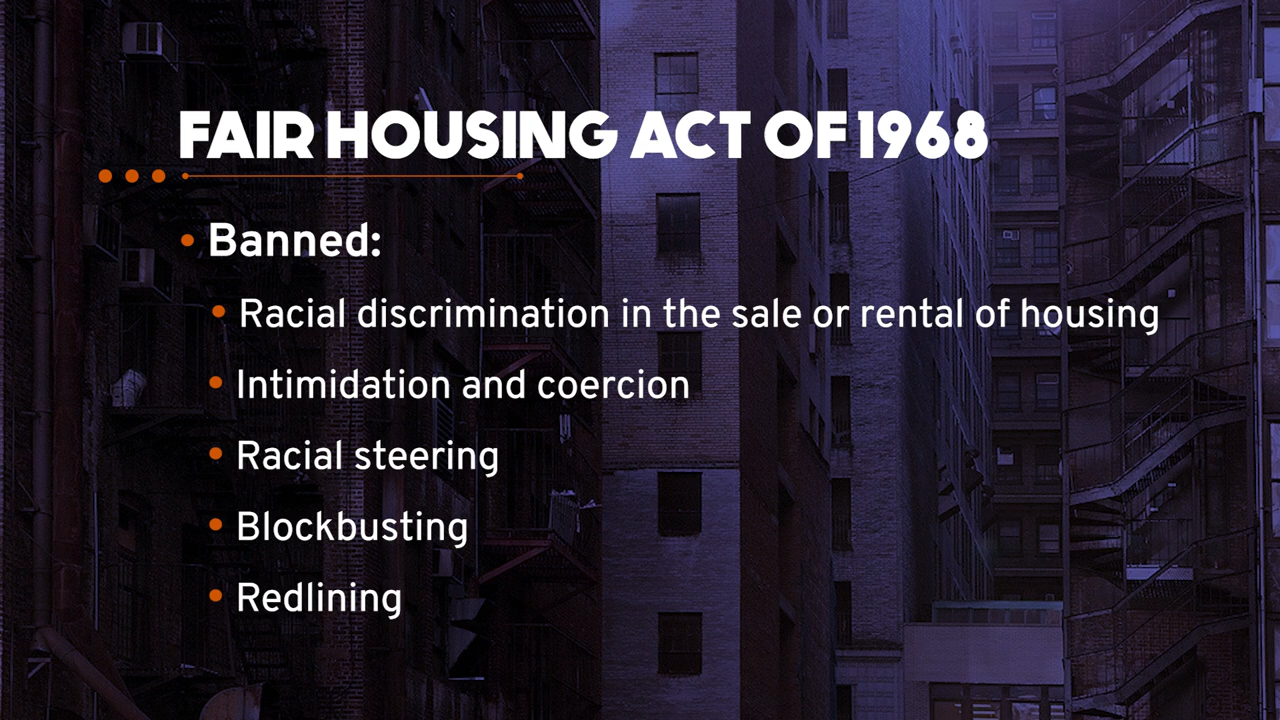 FAIR HOUSING ACT OF 1968
• Banned:
• Racial discrimination in the sale or rental of housing
• Intimidation and coercion
• Racial steering
• Blockbusting
• Redlining